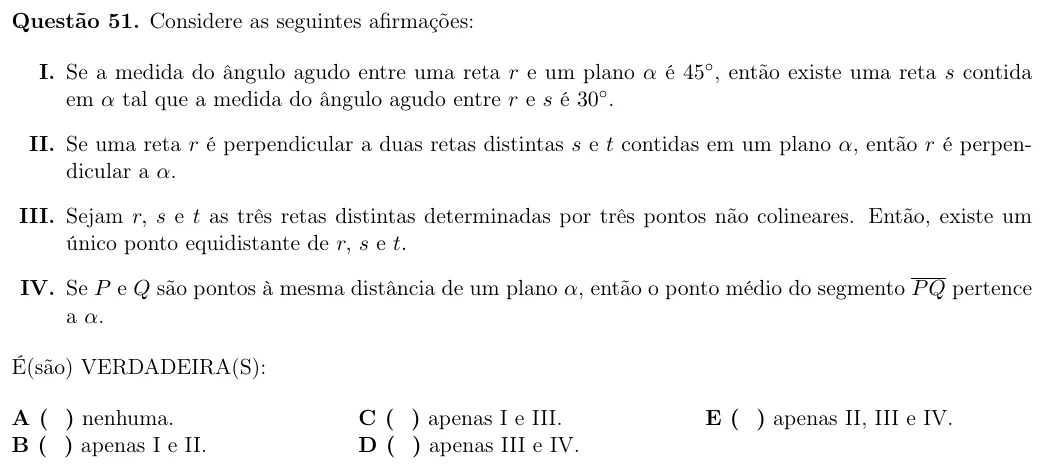 Questão 51. Considere as seguintes afirmações:
I. Se a medida do ângulo agudo entre uma reta r e um plano α é 45°, então existe uma reta s contida
em α tal que a medida do ângulo agudo entre r e s é 30°.
II. Se uma reta r é perpendicular a duas retas distintas s e t contidas em um plano α, então r é perpen-
dicular a α.
III. Sejam r, s e t as três retas distintas determinadas por três pontos não colineares. Então, existe um
único ponto equidistante de r, s e t.
IV. Se P e Q são pontos à mesma distância de um plano α, então o ponto médio do segmento P̅Q̅ pertence
a α.
É(são) VERDADEIRA(S):
A ( ) nenhuma. C ( ) apenas I e III. E ( ) apenas II, III e IV.
B ( ) apenas I e II. D ( ) apenas III e IV.